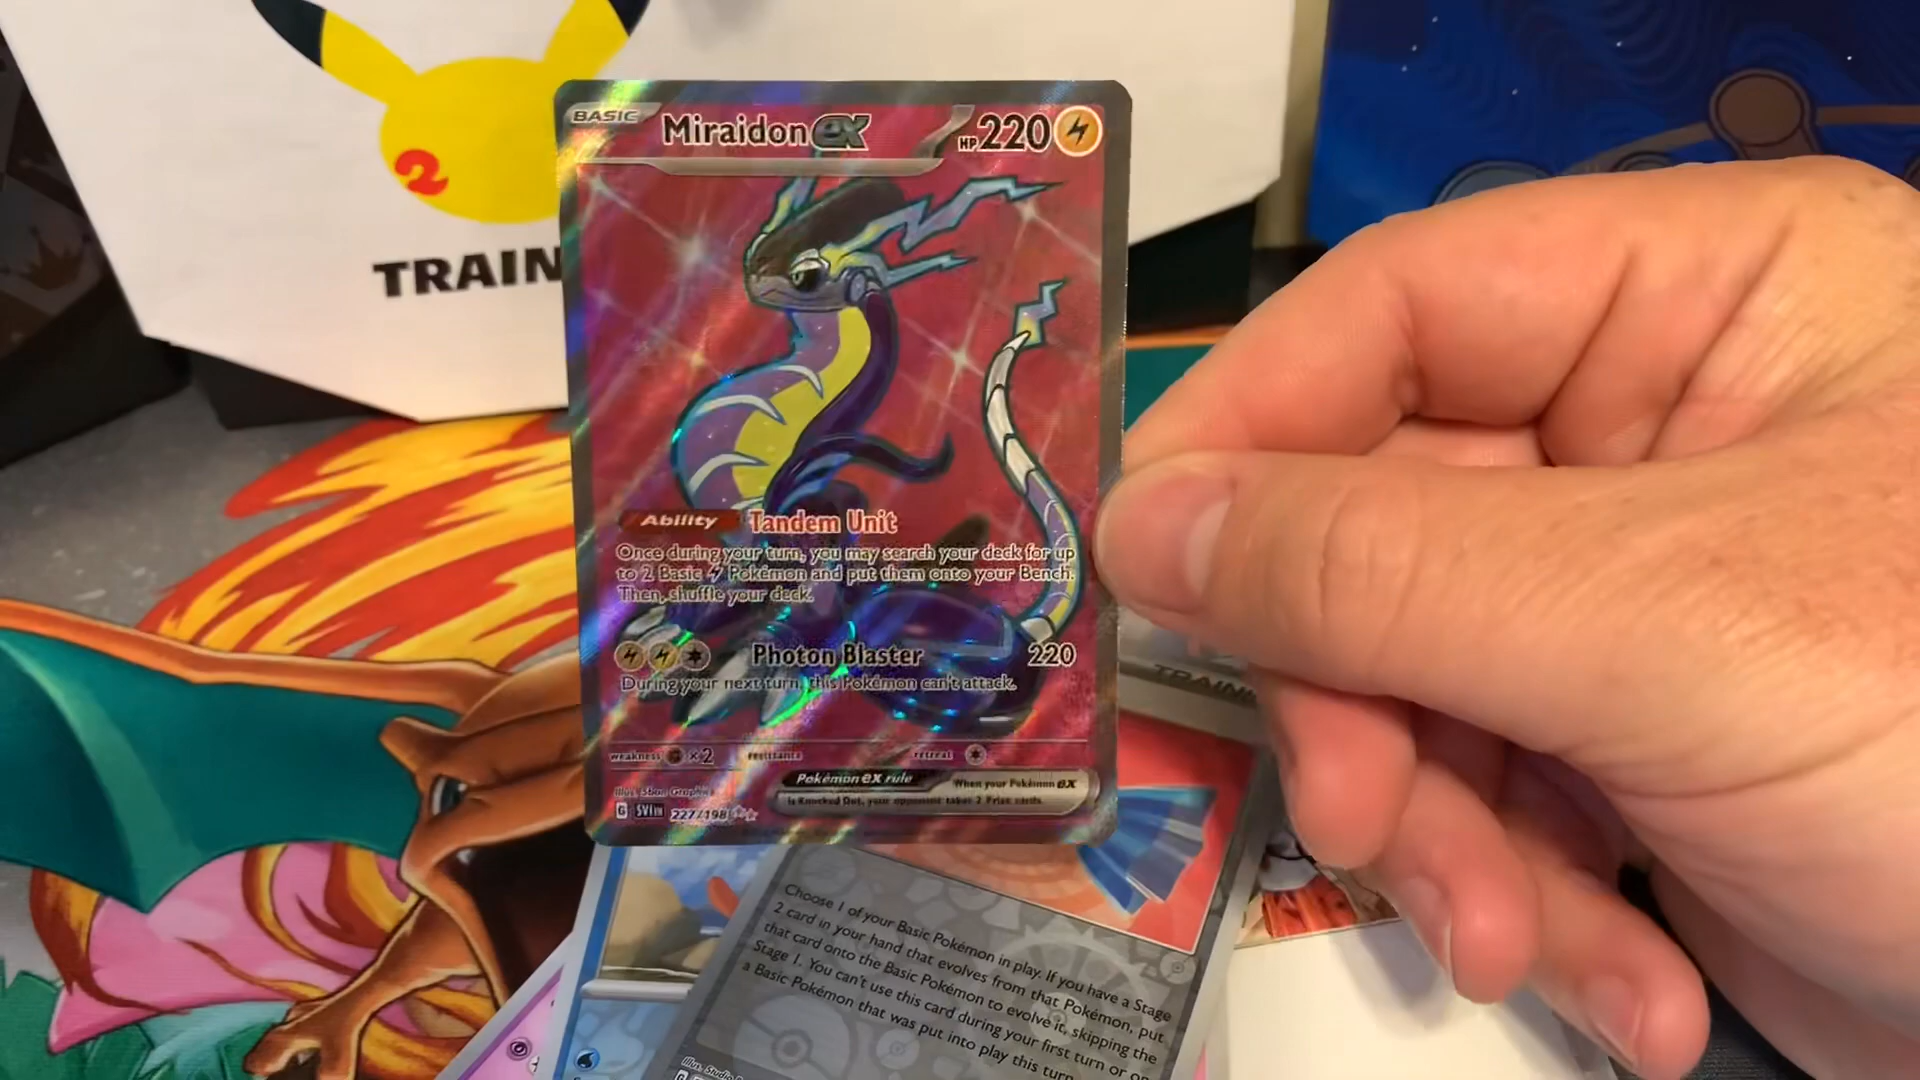 2
TRAIN
BASIC
Miraidon ex
HP 220
Ability Tandem Unit
Once during your turn, you may search your deck for up
to 2 Basic Pokémon and put them onto your Bench.
Then, shuffle your deck.
Photon Blaster 220
During your next turn, this Pokémon can't attack.
weakness ×2 resistance retreat
Pokémon ex rule
When your Pokémon ex
is Knocked Out, your opponent takes 2 Prize cards.
Illus.
G SVI EN 227/198
TRAIN
Choose 1 of your Basic Pokémon in play. If you have a Stage
2 card in your hand that evolves from that Pokémon, put
that card onto the Basic Pokémon to evolve it, skipping the
Stage 1. You can't use this card during your first turn or on
a Basic Pokémon that was put into play this turn
Illus. Studio
G